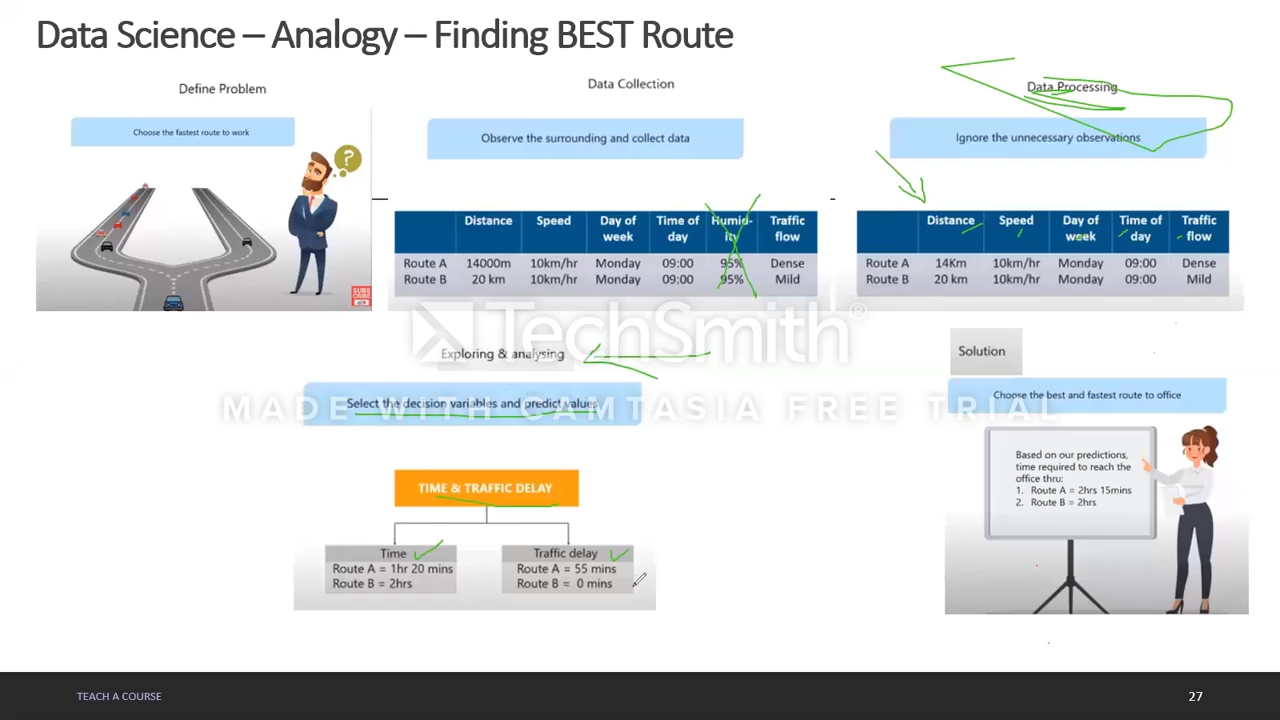 Data Science – Analogy – Finding BEST Route
Define Problem
Choose the fastest route to work
?
SUBS
CRIBE
Data Collection
Observe the surrounding and collect data
Distance Speed Day of week Time of day Humid-ity Traffic flow
Route A 14000m 10km/hr Monday 09:00 95% Dense
Route B 20 km 10km/hr Monday 09:00 95% Mild
Data Processing
Ignore the unnecessary observations
Distance Speed Day of week Time of day Traffic flow
Route A 14Km 10km/hr Monday 09:00 Dense
Route B 20 km 10km/hr Monday 09:00 Mild
TechSmith®
MADE WITH CAMTASIA FREE TRIAL
Exploring & analysing
Select the decision variables and predict values
TIME & TRAFFIC DELAY
Time
Route A = 1hr 20 mins
Route B = 2hrs
Traffic delay
Route A = 55 mins
Route B = 0 mins
Solution
Choose the best and fastest route to office
Based on our predictions,
time required to reach the
office thru:
1. Route A = 2hrs 15mins
2. Route B = 2hrs
TEACH A COURSE
27